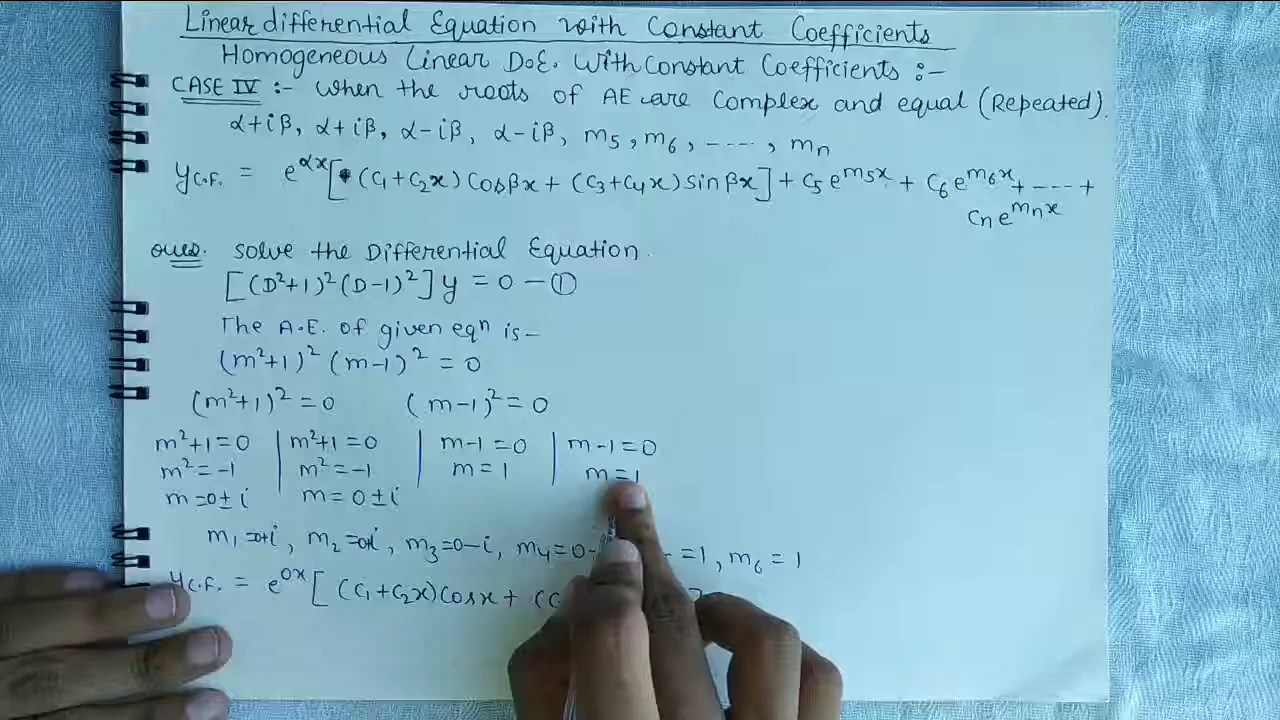 Linear differential Equation with Constant Coefficients
Homogeneous Linear D.E. With Constant Coefficients :-
CASE IV :- When the roots of AE are Complex and equal (Repeated).
α+iβ, α+iβ, α-iβ, α-iβ, m5, m6, ----, mn
yC.F. = e^αx [(C1+C2x) Cosβx + (C3+C4x) sinβx] + C5 e^m5x + C6 e^m6x + ---- +
Cn e^mnx
Ques. Solve the Differential Equation.
[(D²+1)² (D-1)²] y = 0 — ①
The A.E. of given eqn is —
(m²+1)² (m-1)² = 0
(m²+1)² = 0 (m-1)² = 0
m²+1=0 | m²+1=0 | m-1=0 | m-1=0
m²=-1 | m²=-1 | m=1 | m=1
m=0±i m=0±i
m1=0+i, m2=0+i, m3=0-i, m4=0- =1, m6=1
yC.F. = e^0x [(C1+C2x) Cosx + (C